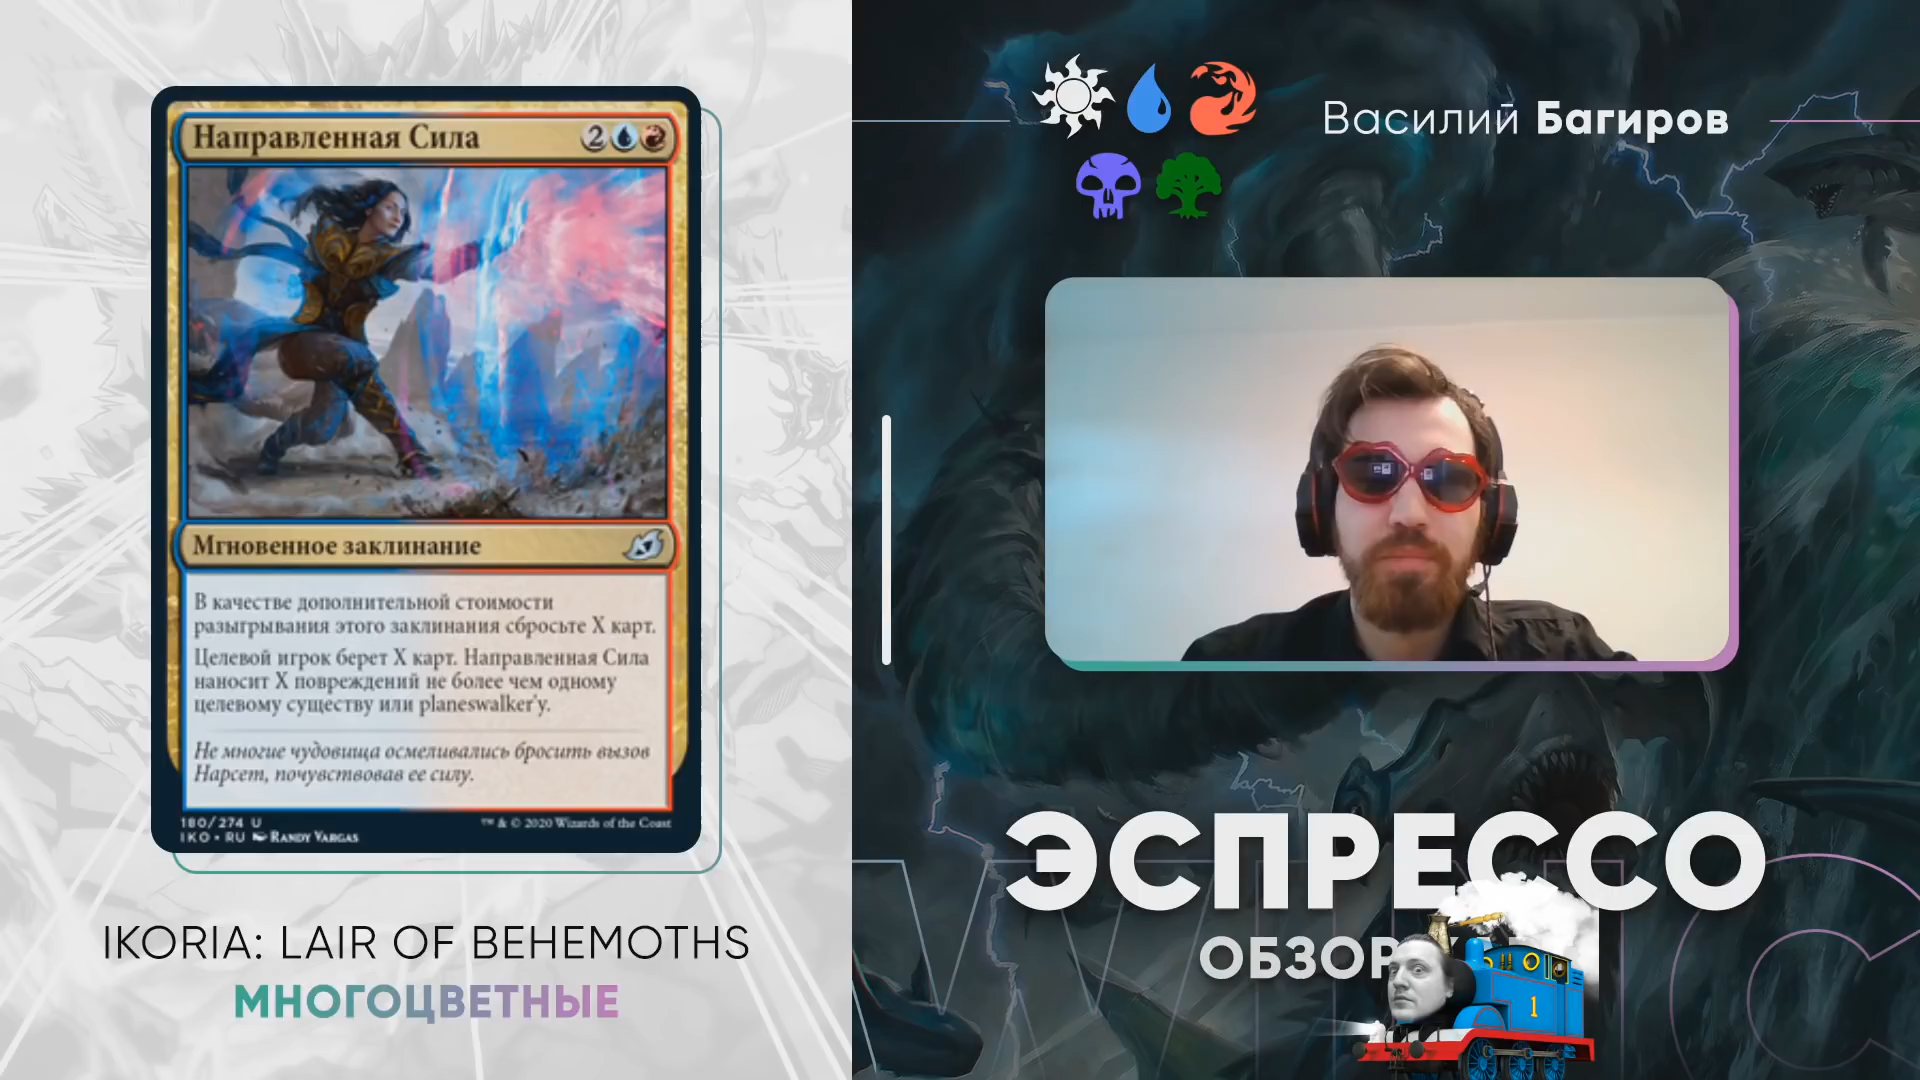 Направленная Сила
2
Мгновенное заклинание
В качестве дополнительной стоимости
разыгрывания этого заклинания сбросьте X карт.
Целевой игрок берет X карт. Направленная Сила
наносит X повреждений не более чем одному
целевому существу или planeswalker'у.
Не многие чудовища осмеливались бросить вызов
Нарсет, почувствовав ее силу.
180/274 U
IKO • RU RANDY VARGAS
™ & © 2020 Wizards of the Coast
IKORIA: LAIR OF BEHEMOTHS
МНОГОЦВЕТНЫЕ
Василий Багиров
ЭСПРЕССО
ОБЗОР
1